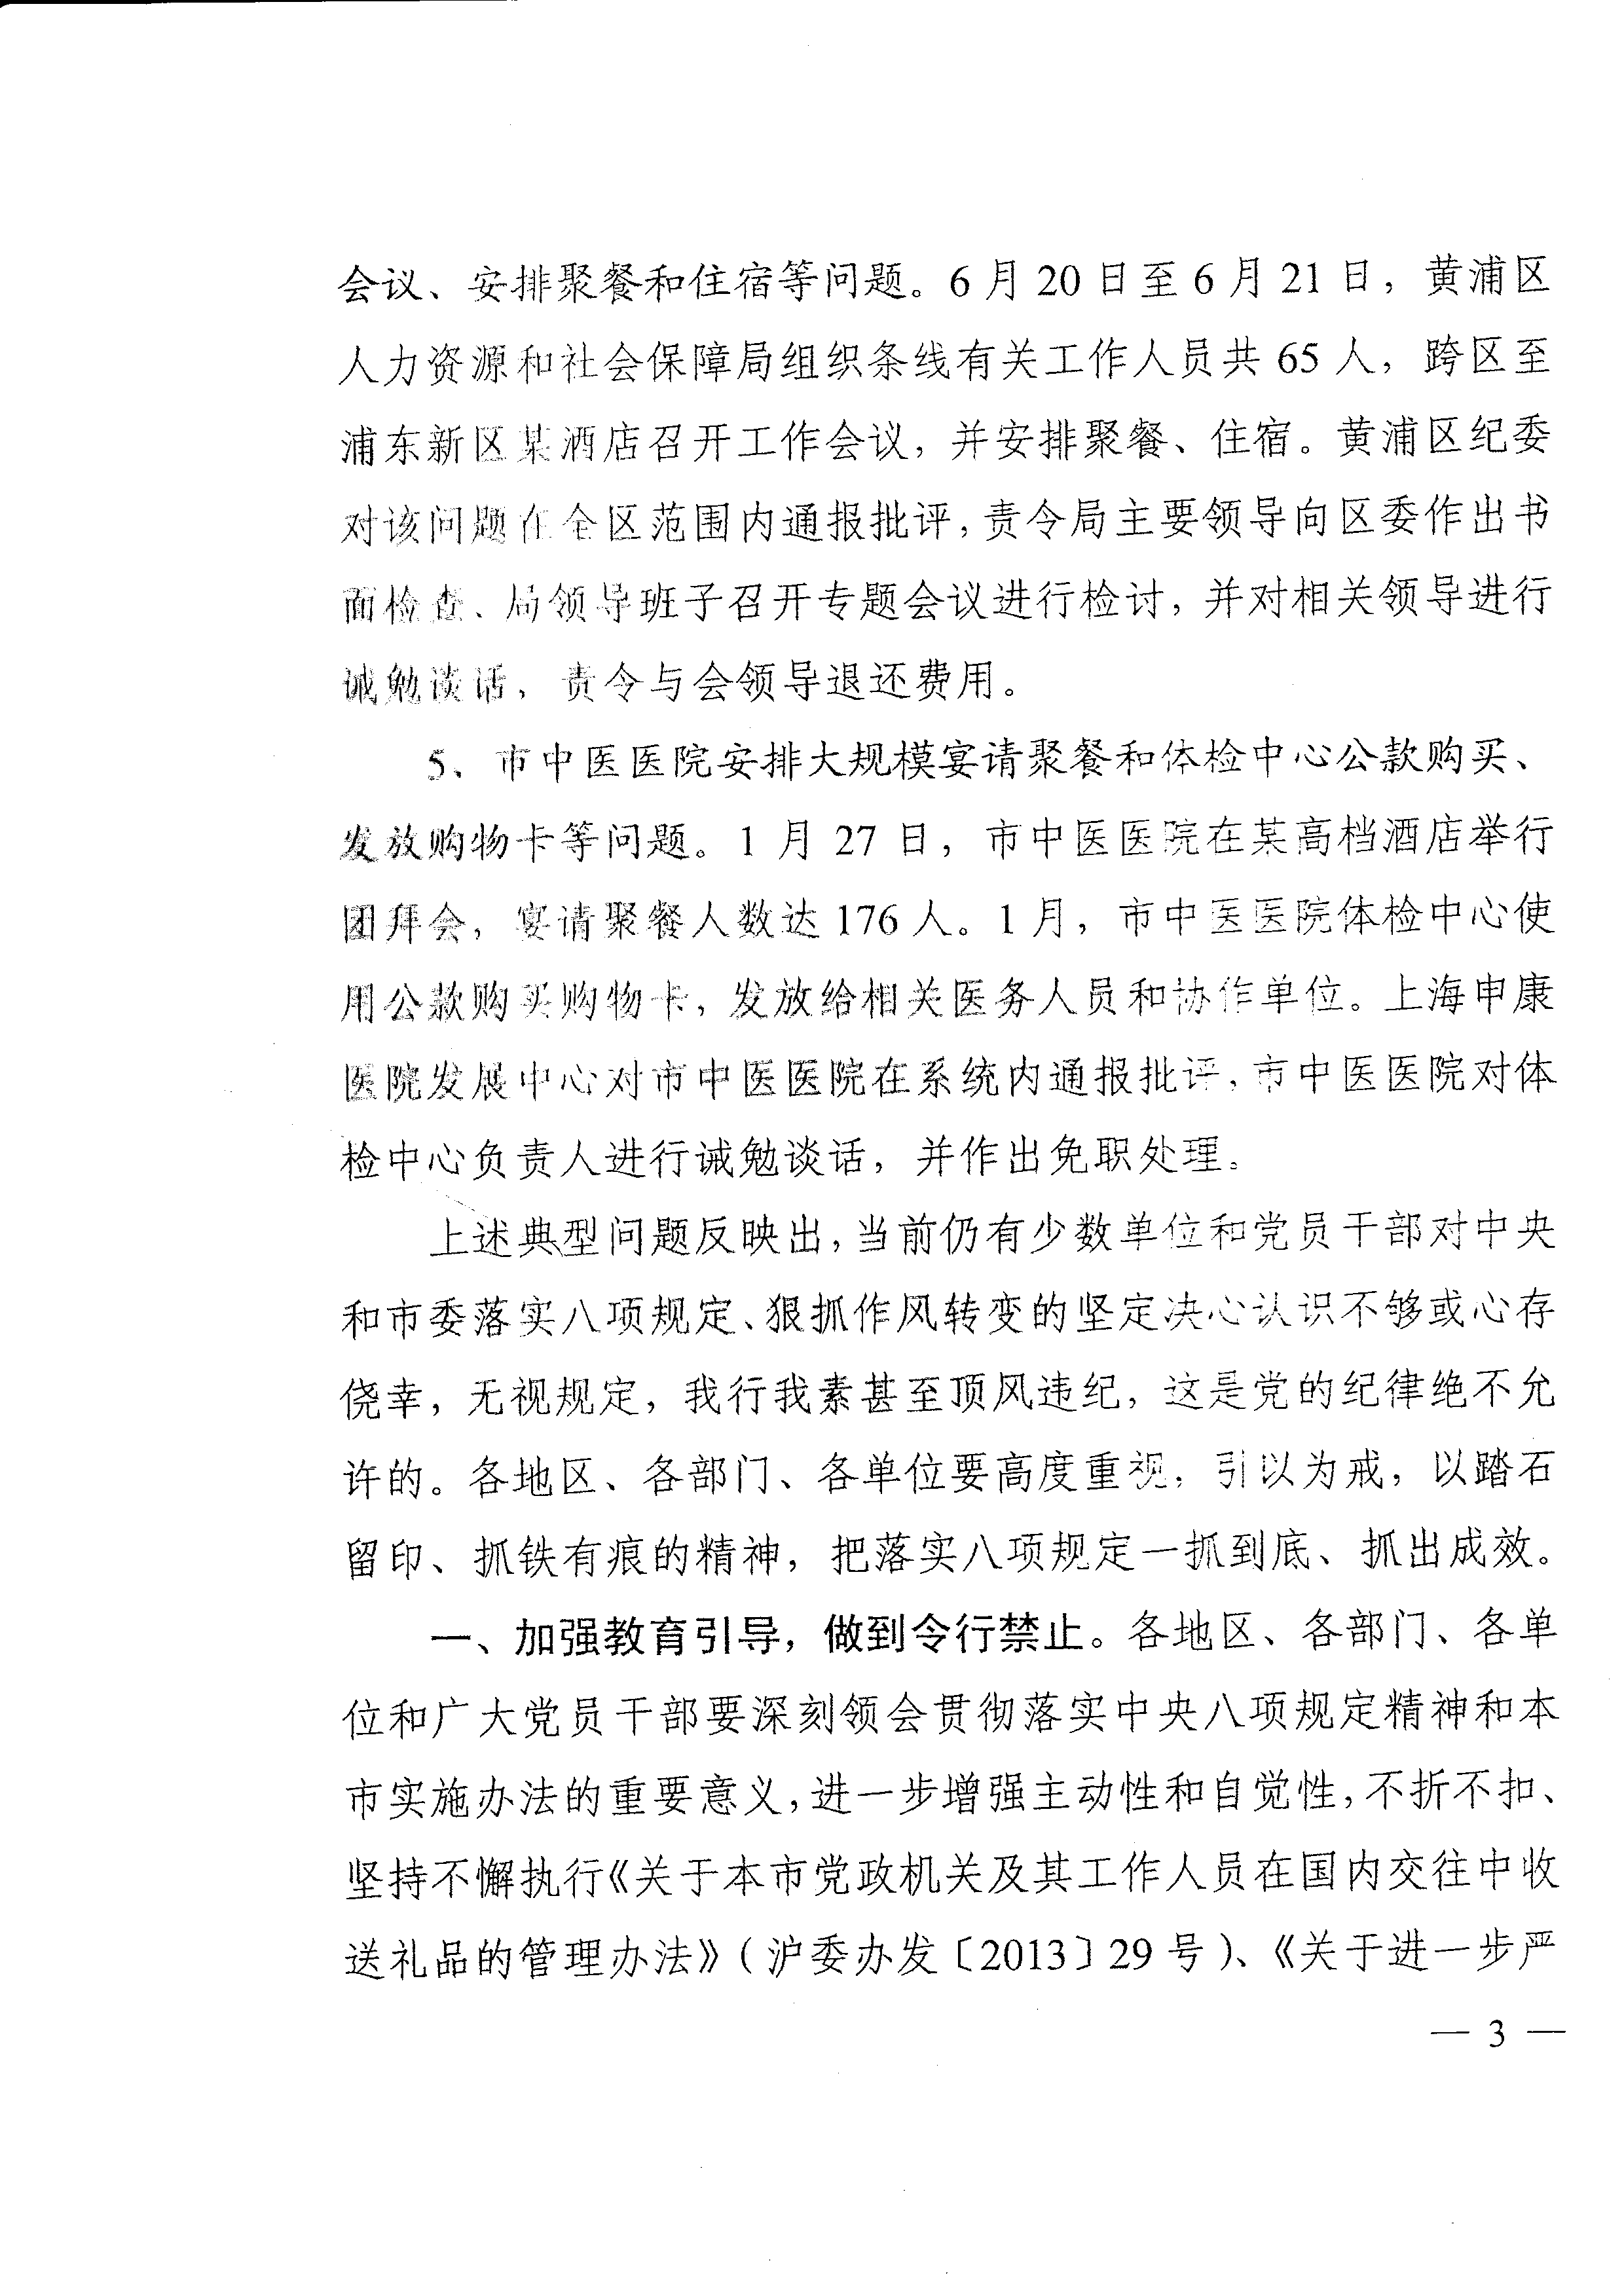 会议、安排聚餐和住宿等问题。6月20日至6月21日，黄浦区
人力资源和社会保障局组织条线有关工作人员共65人，跨区至
浦东新区某酒店召开工作会议，并安排聚餐、住宿。黄浦区纪委
对该问题在全区范围内通报批评，责令局主要领导向区委作出书
面检查、局领导班子召开专题会议进行检讨，并对相关领导进行
诫勉谈话，责令与会领导退还费用。
5、市中医医院安排大规模宴请聚餐和体检中心公款购买、
发放购物卡等问题。1月27日，市中医医院在某高档酒店举行
团拜会，宴请聚餐人数达176人。1月，市中医医院体检中心使
用公款购买购物卡，发放给相关医务人员和协作单位。上海申康
医院发展中心对市中医医院在系统内通报批评，市中医医院对体
检中心负责人进行诫勉谈话，并作出免职处理。
上述典型问题反映出，当前仍有少数单位和党员干部对中央
和市委落实八项规定、狠抓作风转变的坚定决心认识不够或心存
侥幸，无视规定，我行我素甚至顶风违纪，这是党的纪律绝不允
许的。各地区、各部门、各单位要高度重视，引以为戒，以踏石
留印、抓铁有痕的精神，把落实八项规定一抓到底、抓出成效。
一、加强教育引导，做到令行禁止。各地区、各部门、各单
位和广大党员干部要深刻领会贯彻落实中央八项规定精神和本
市实施办法的重要意义，进一步增强主动性和自觉性，不折不扣、
坚持不懈执行《关于本市党政机关及其工作人员在国内交往中收
送礼品的管理办法》（沪委办发〔2013〕29号）、《关于进一步严
— 3 —